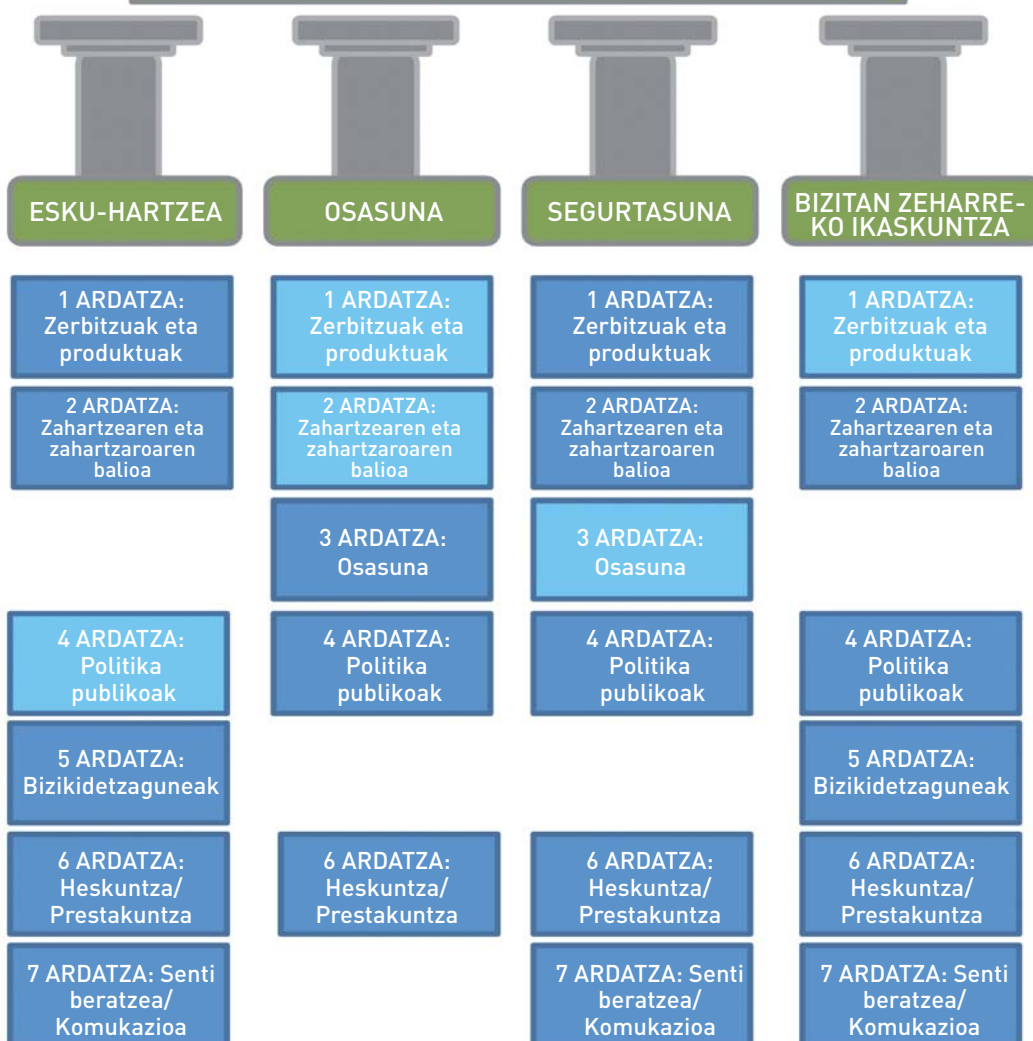 ESKU-HARTZEA
OSASUNA
SEGURTASUNA
BIZITAN ZEHARRE-
KO IKASKUNTZA
1 ARDATZA:
Zerbitzuak eta
produktuak
1 ARDATZA:
Zerbitzuak eta
produktuak
1 ARDATZA:
Zerbitzuak eta
produktuak
1 ARDATZA:
Zerbitzuak eta
produktuak
2 ARDATZA:
Zahartzearen eta
zahartzaroaren
balioa
2 ARDATZA:
Zahartzearen eta
zahartzaroaren
balioa
2 ARDATZA:
Zahartzearen eta
zahartzaroaren
balioa
2 ARDATZA:
Zahartzearen eta
zahartzaroaren
balioa
3 ARDATZA:
Osasuna
3 ARDATZA:
Osasuna
4 ARDATZA:
Politika
publikoak
4 ARDATZA:
Politika
publikoak
4 ARDATZA:
Politika
publikoak
4 ARDATZA:
Politika
publikoak
5 ARDATZA:
Bizikidetzaguneak
5 ARDATZA:
Bizikidetzaguneak
6 ARDATZA:
Heskuntza/
Prestakuntza
6 ARDATZA:
Heskuntza/
Prestakuntza
6 ARDATZA:
Heskuntza/
Prestakuntza
6 ARDATZA:
Heskuntza/
Prestakuntza
7 ARDATZA: Senti
beratzea/
Komukazioa
7 ARDATZA: Senti
beratzea/
Komukazioa
7 ARDATZA: Senti
beratzea/
Komukazioa